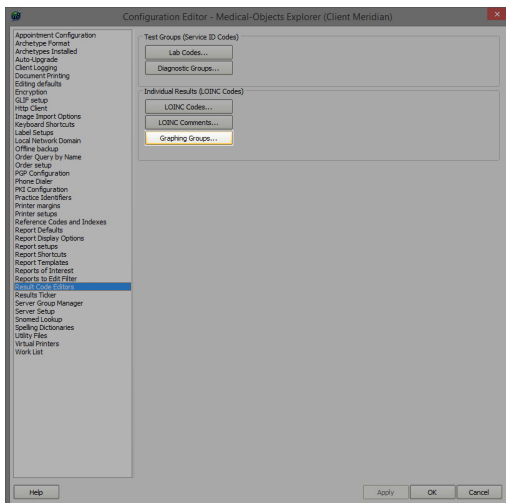 Configuration Editor - Medical-Objects Explorer (Client Meridian)
Appointment Configuration
Archetype Format
Archetypes Installed
Auto-Upgrade
Client Logging
Document Printing
Editing defaults
Encryption
GLIF setup
Http Client
Image Import Options
Keyboard Shortcuts
Label Setups
Local Network Domain
Offline backup
Order Query by Name
Order setup
PGP Configuration
Phone Dialer
PKI Configuration
Practice Identifiers
Printer margins
Printer setups
Reference Codes and Indexes
Report Defaults
Report Display Options
Report setups
Report Shortcuts
Report Templates
Reports of Interest
Reports to Edit Filter
Result Code Editors
Results Ticker
Server Group Manager
Server Setup
Snomed Lookup
Spelling Dictionaries
Utility Files
Virtual Printers
Work List
Test Groups (Service ID Codes)
Lab Codes...
Diagnostic Groups...
Individual Results (LOINC Codes)
LOINC Codes...
LOINC Comments...
Graphing Groups...
Help
Apply
OK
Cancel